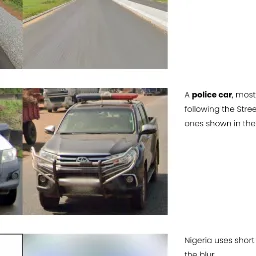 A police car, most
following the Stree
ones shown in the
Nigeria uses short
the blur.